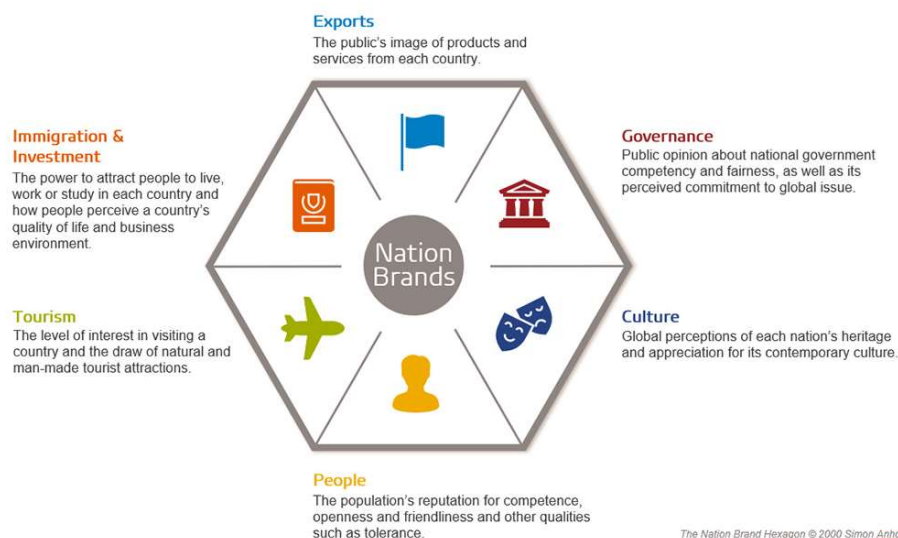 Exports
The public's image of products and
services from each country.
Immigration &
Investment
The power to attract people to live,
work or study in each country and
how people perceive a country's
quality of life and business
environment.
Governance
Public opinion about national government
competency and fairness, as well as its
perceived commitment to global issue.
Nation
Brands
Tourism
The level of interest in visiting a
country and the draw of natural and
man-made tourist attractions.
Culture
Global perceptions of each nation's heritage
and appreciation for its contemporary culture.
People
The population's reputation for competence,
openness and friendliness and other qualities
such as tolerance.
The Nation Brand Hexagon © 2000 Simon